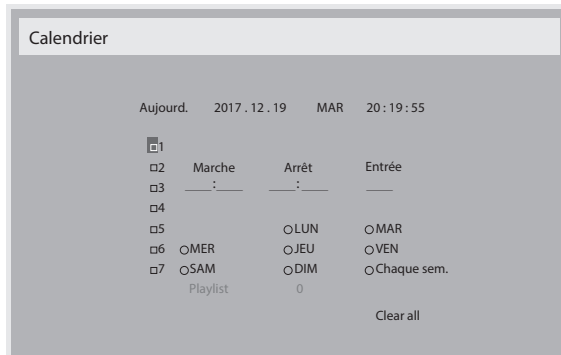 Calendrier
Aujourd. 2017 . 12 . 19 MAR 20 : 19 : 55
1
2 Marche Arrêt Entrée
3 ____:____ ____:____ ____
4
5 LUN MAR
6 MER JEU VEN
7 SAM DIM Chaque sem.
Playlist 0
Clear all